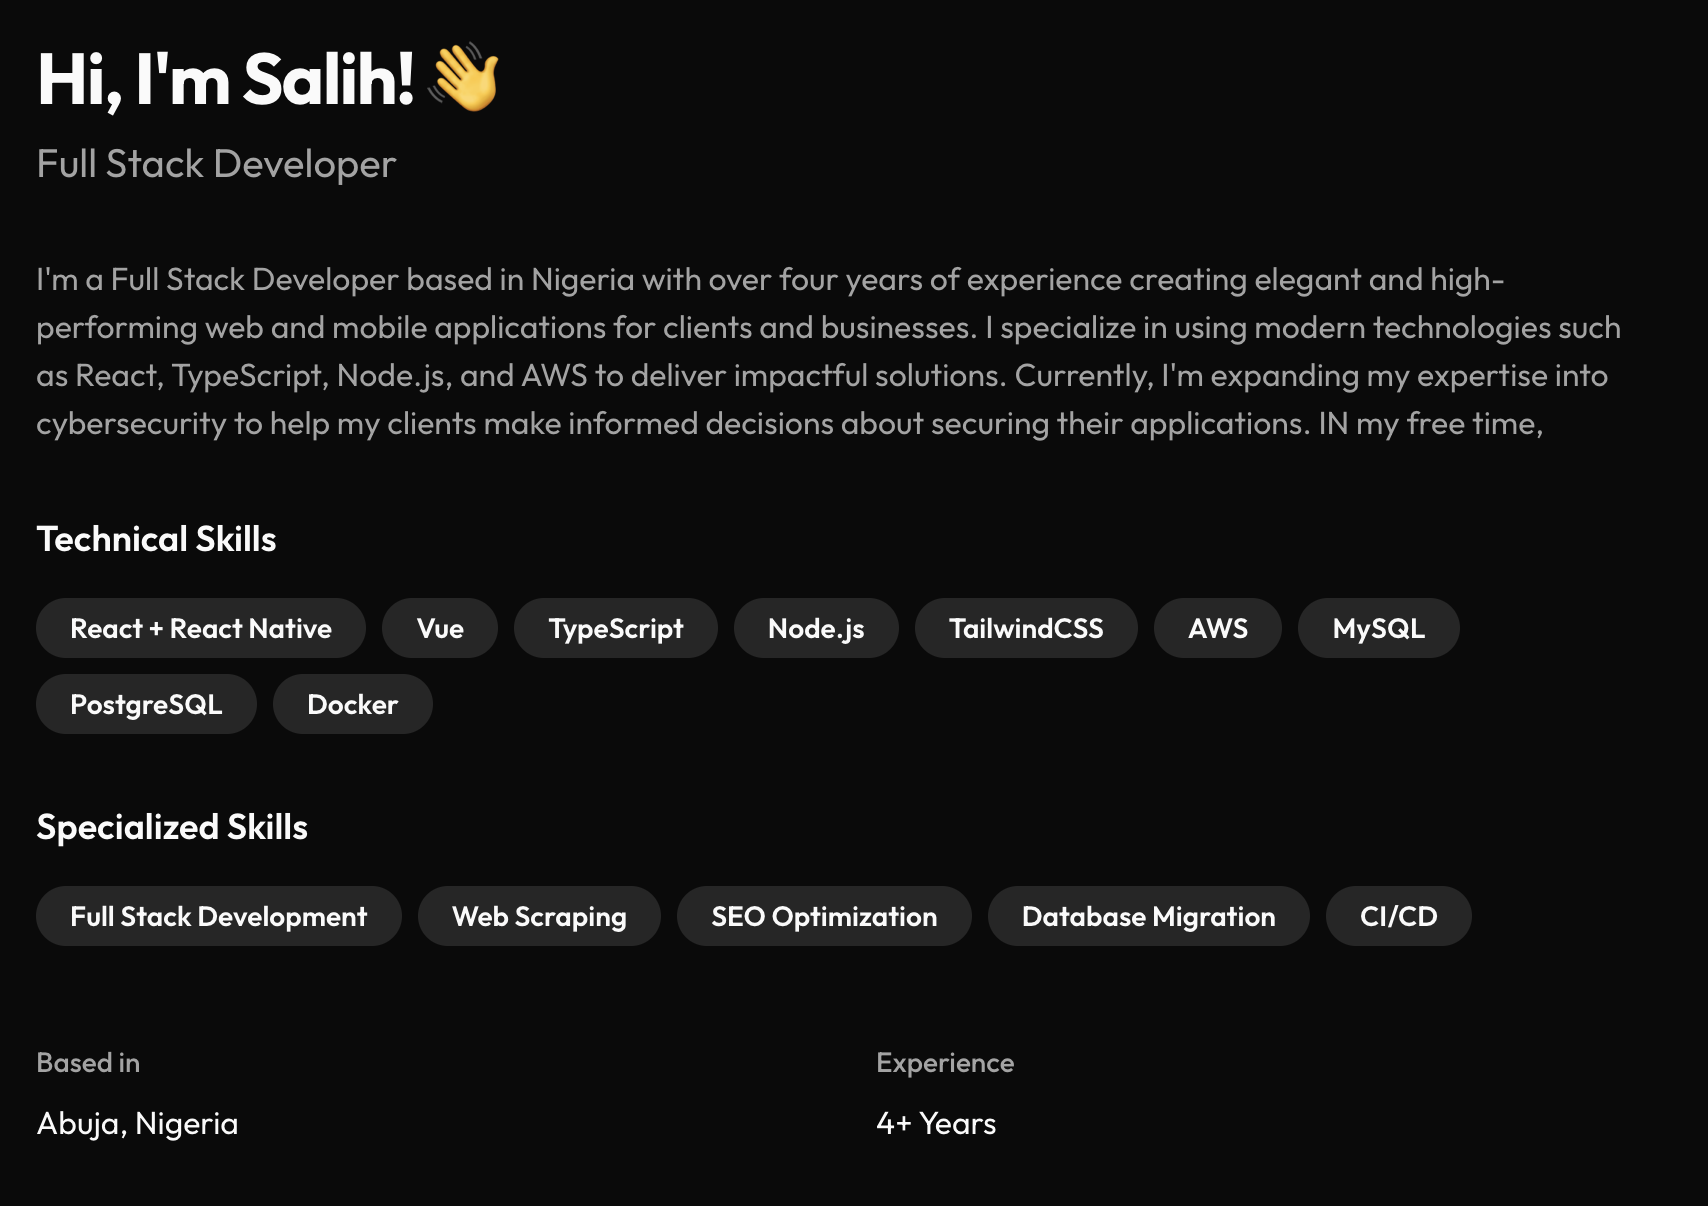 Hi, I'm Salih! 👋
Full Stack Developer
I'm a Full Stack Developer based in Nigeria with over four years of experience creating elegant and high-
performing web and mobile applications for clients and businesses. I specialize in using modern technologies such
as React, TypeScript, Node.js, and AWS to deliver impactful solutions. Currently, I'm expanding my expertise into
cybersecurity to help my clients make informed decisions about securing their applications. IN my free time,
Technical Skills
React + React Native Vue TypeScript Node.js TailwindCSS AWS MySQL
PostgreSQL Docker
Specialized Skills
Full Stack Development Web Scraping SEO Optimization Database Migration CI/CD
Based in Experience
Abuja, Nigeria 4+ Years